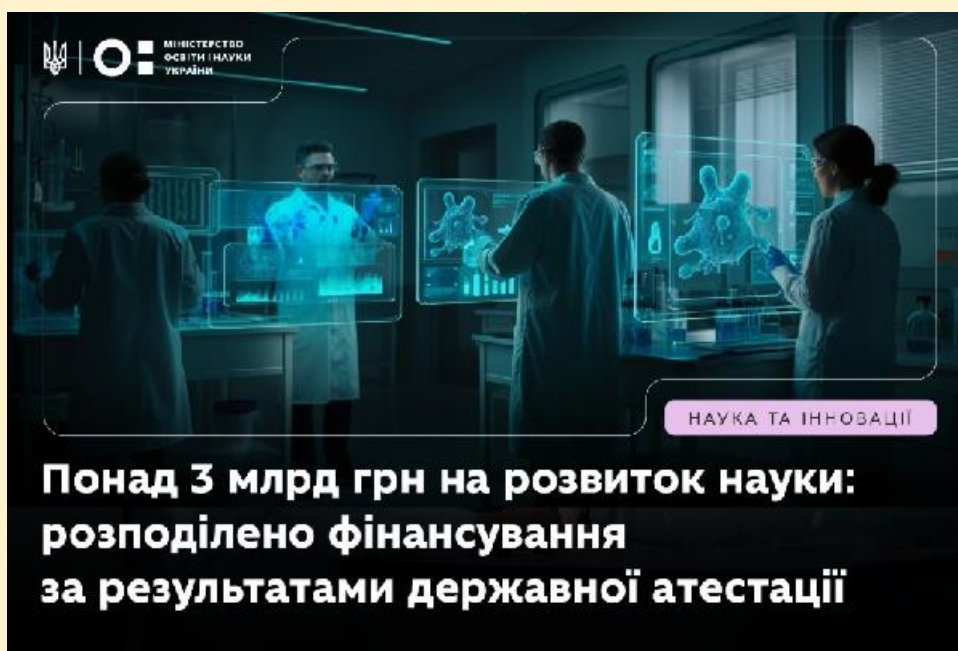 МІНІСТЕРСТВО
ОСВІТИ І НАУКИ
УКРАЇНИ
НАУКА ТА ІННОВАЦІЇ
Понад 3 млрд грн на розвиток науки:
розподілено фінансування
за результатами державної атестації